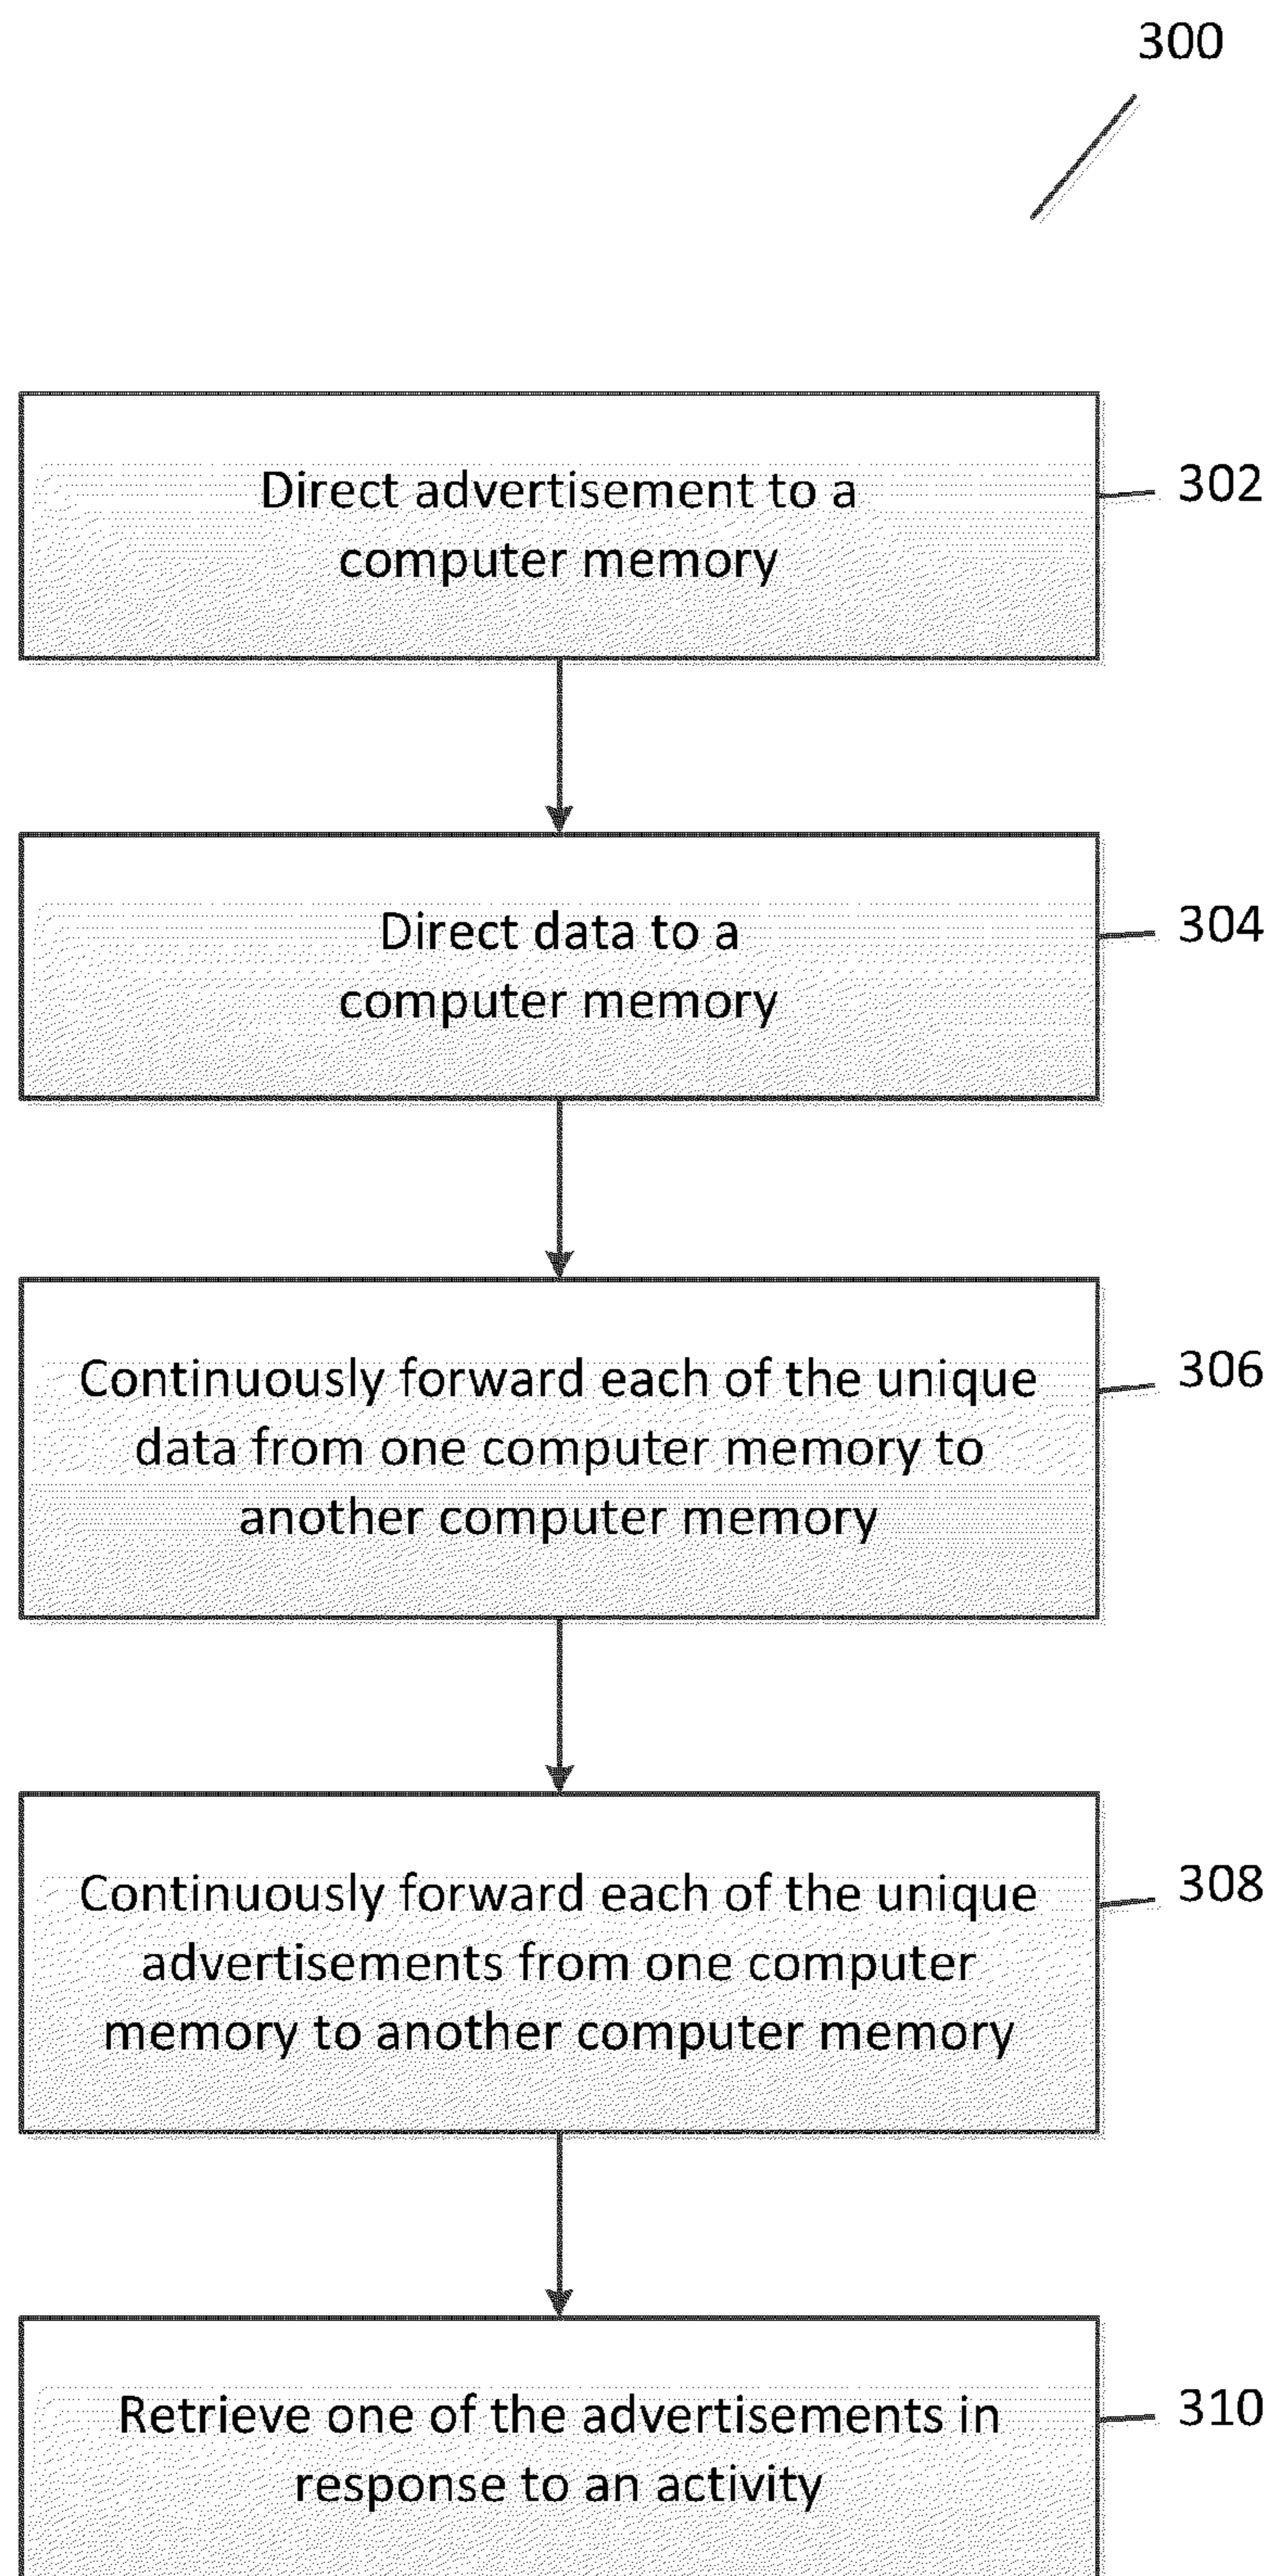 300
Direct advertisement to a
computer memory
302
Direct data to a
computer memory
304
Continuously forward each of the unique
data from one computer memory to
another computer memory
306
Continuously forward each of the unique
advertisements from one computer
memory to another computer memory
308
Retrieve one of the advertisements in
response to an activity
310